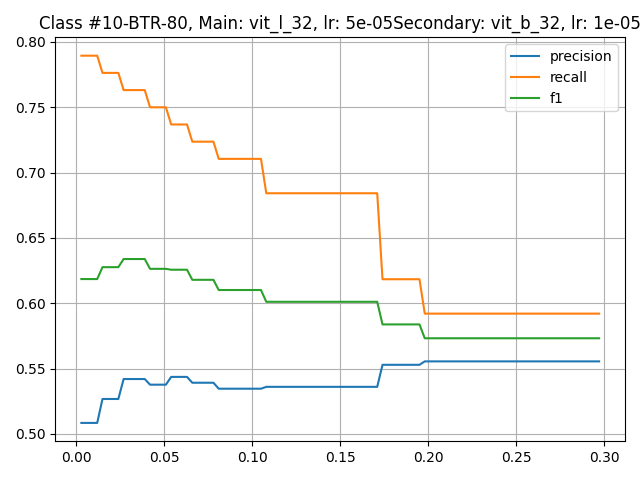 Class #10-BTR-80, Main: vit_l_32, lr: 5e-05Secondary: vit_b_32, lr: 1e-05
precision
recall
f1
0.80
0.75
0.70
0.65
0.60
0.55
0.50
0.00 0.05 0.10 0.15 0.20 0.25 0.30